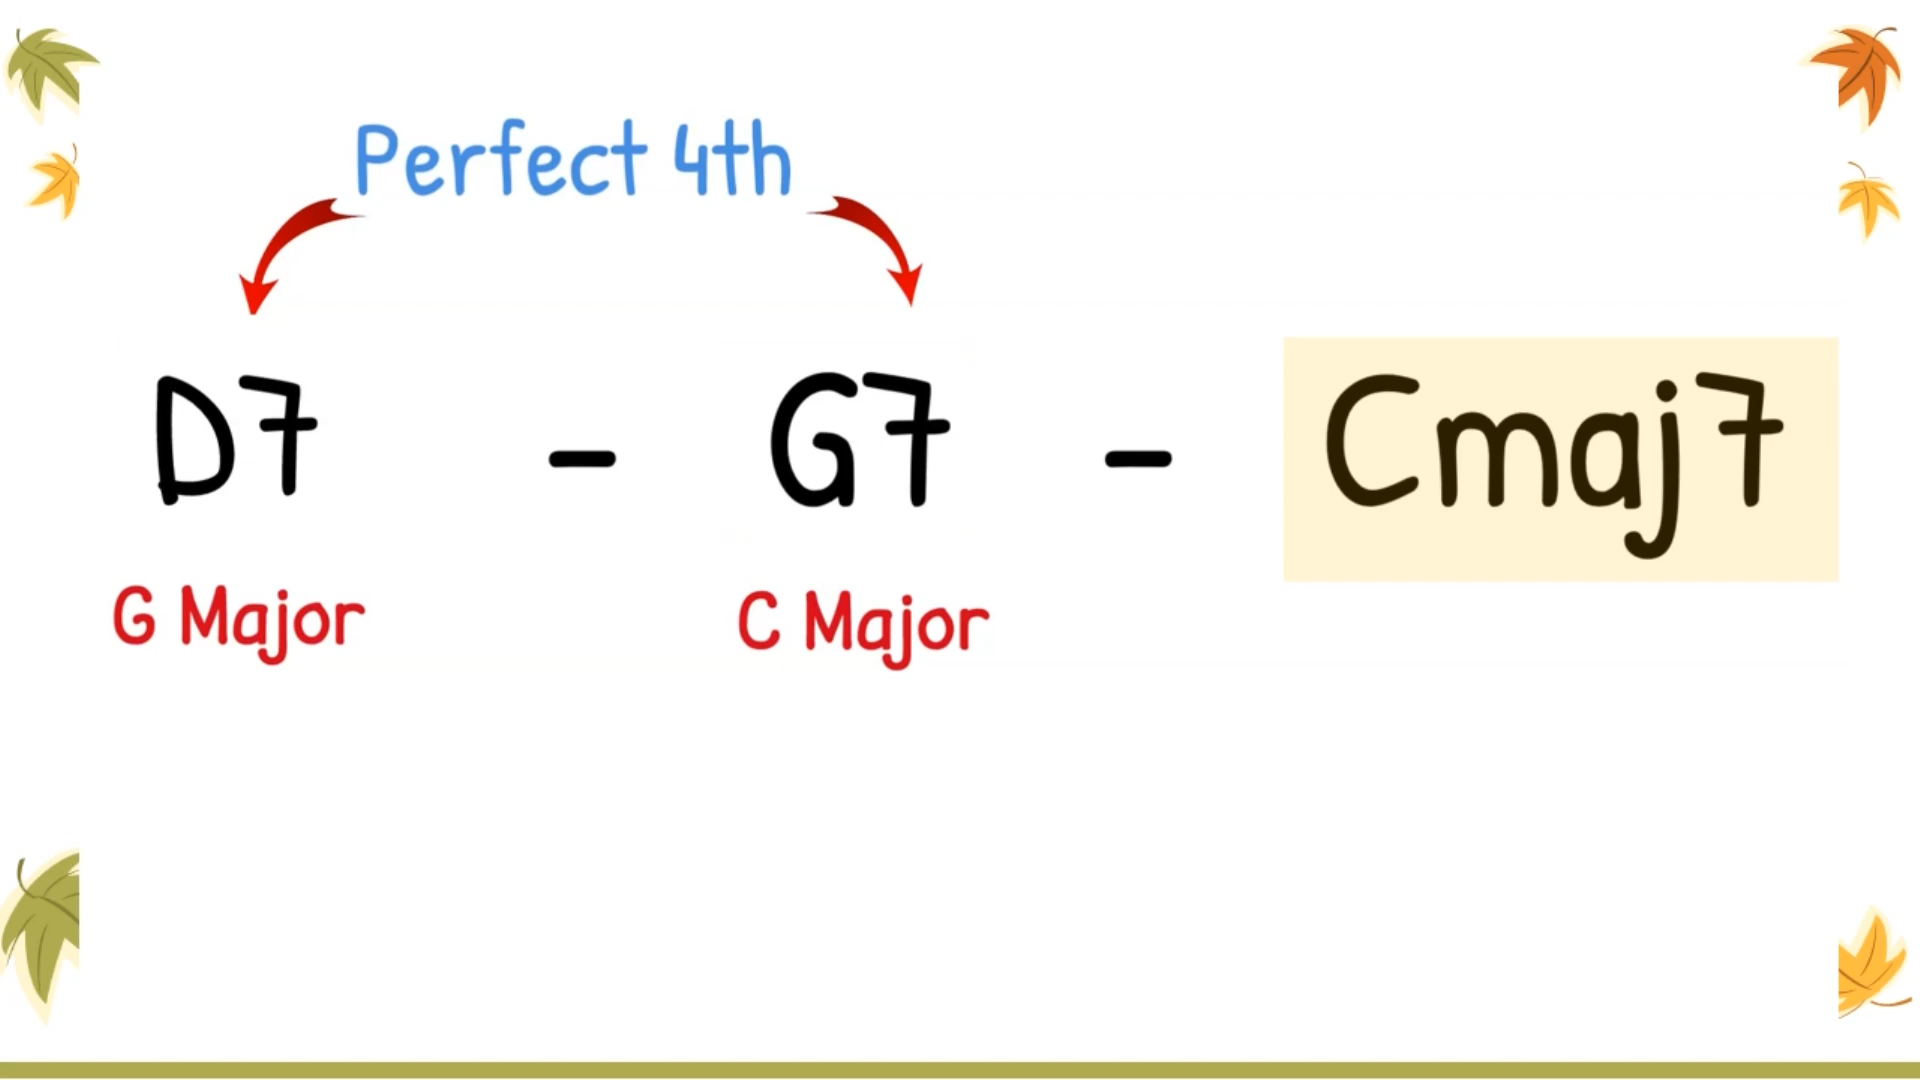 Perfect 4th
D7 - G7 - Cmaj7
G Major C Major